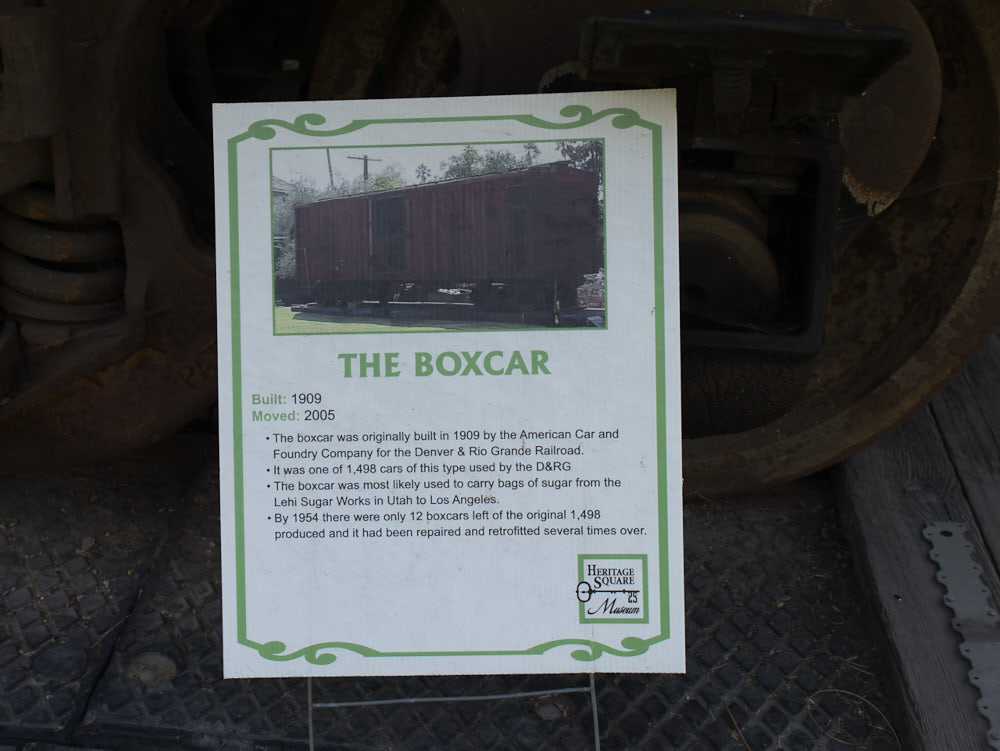 THE BOXCAR
Built: 1909
Moved: 2005
• The boxcar was originally built in 1909 by the American Car and
Foundry Company for the Denver & Rio Grande Railroad.
• It was one of 1,498 cars of this type used by the D&RG
• The boxcar was most likely used to carry bags of sugar from the
Lehi Sugar Works in Utah to Los Angeles.
• By 1954 there were only 12 boxcars left of the original 1,498
produced and it had been repaired and retrofitted several times over.
HERITAGE
SQUARE
25
Museum